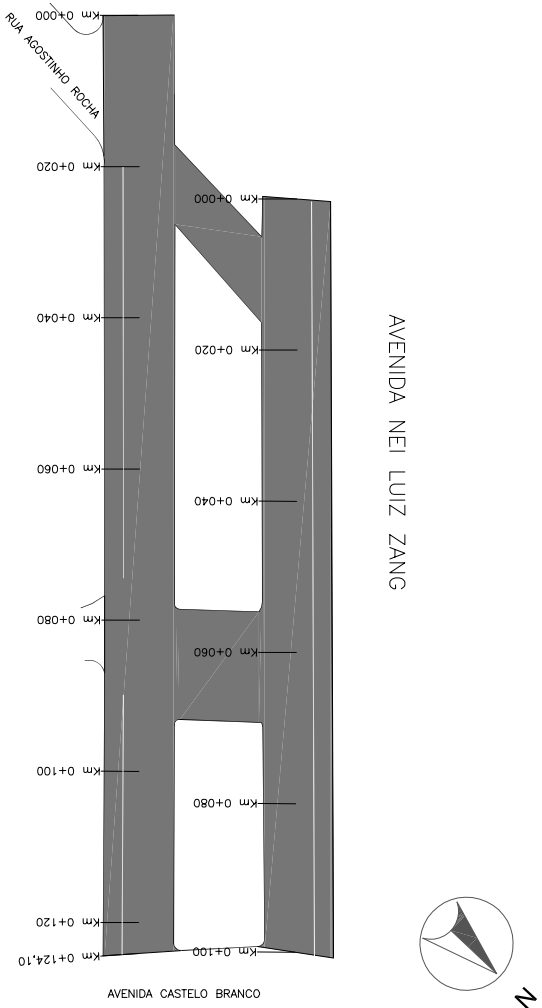 Km 0+000
RUA AGOSTINHO ROCHA
Km 0+020
Km 0+040
Km 0+060
Km 0+080
Km 0+100
Km 0+120
Km 0+124,10
Km 0+000
Km 0+020
Km 0+040
Km 0+060
Km 0+080
Km 0+100
AVENIDA NEI LUIZ ZANG
AVENIDA CASTELO BRANCO
N